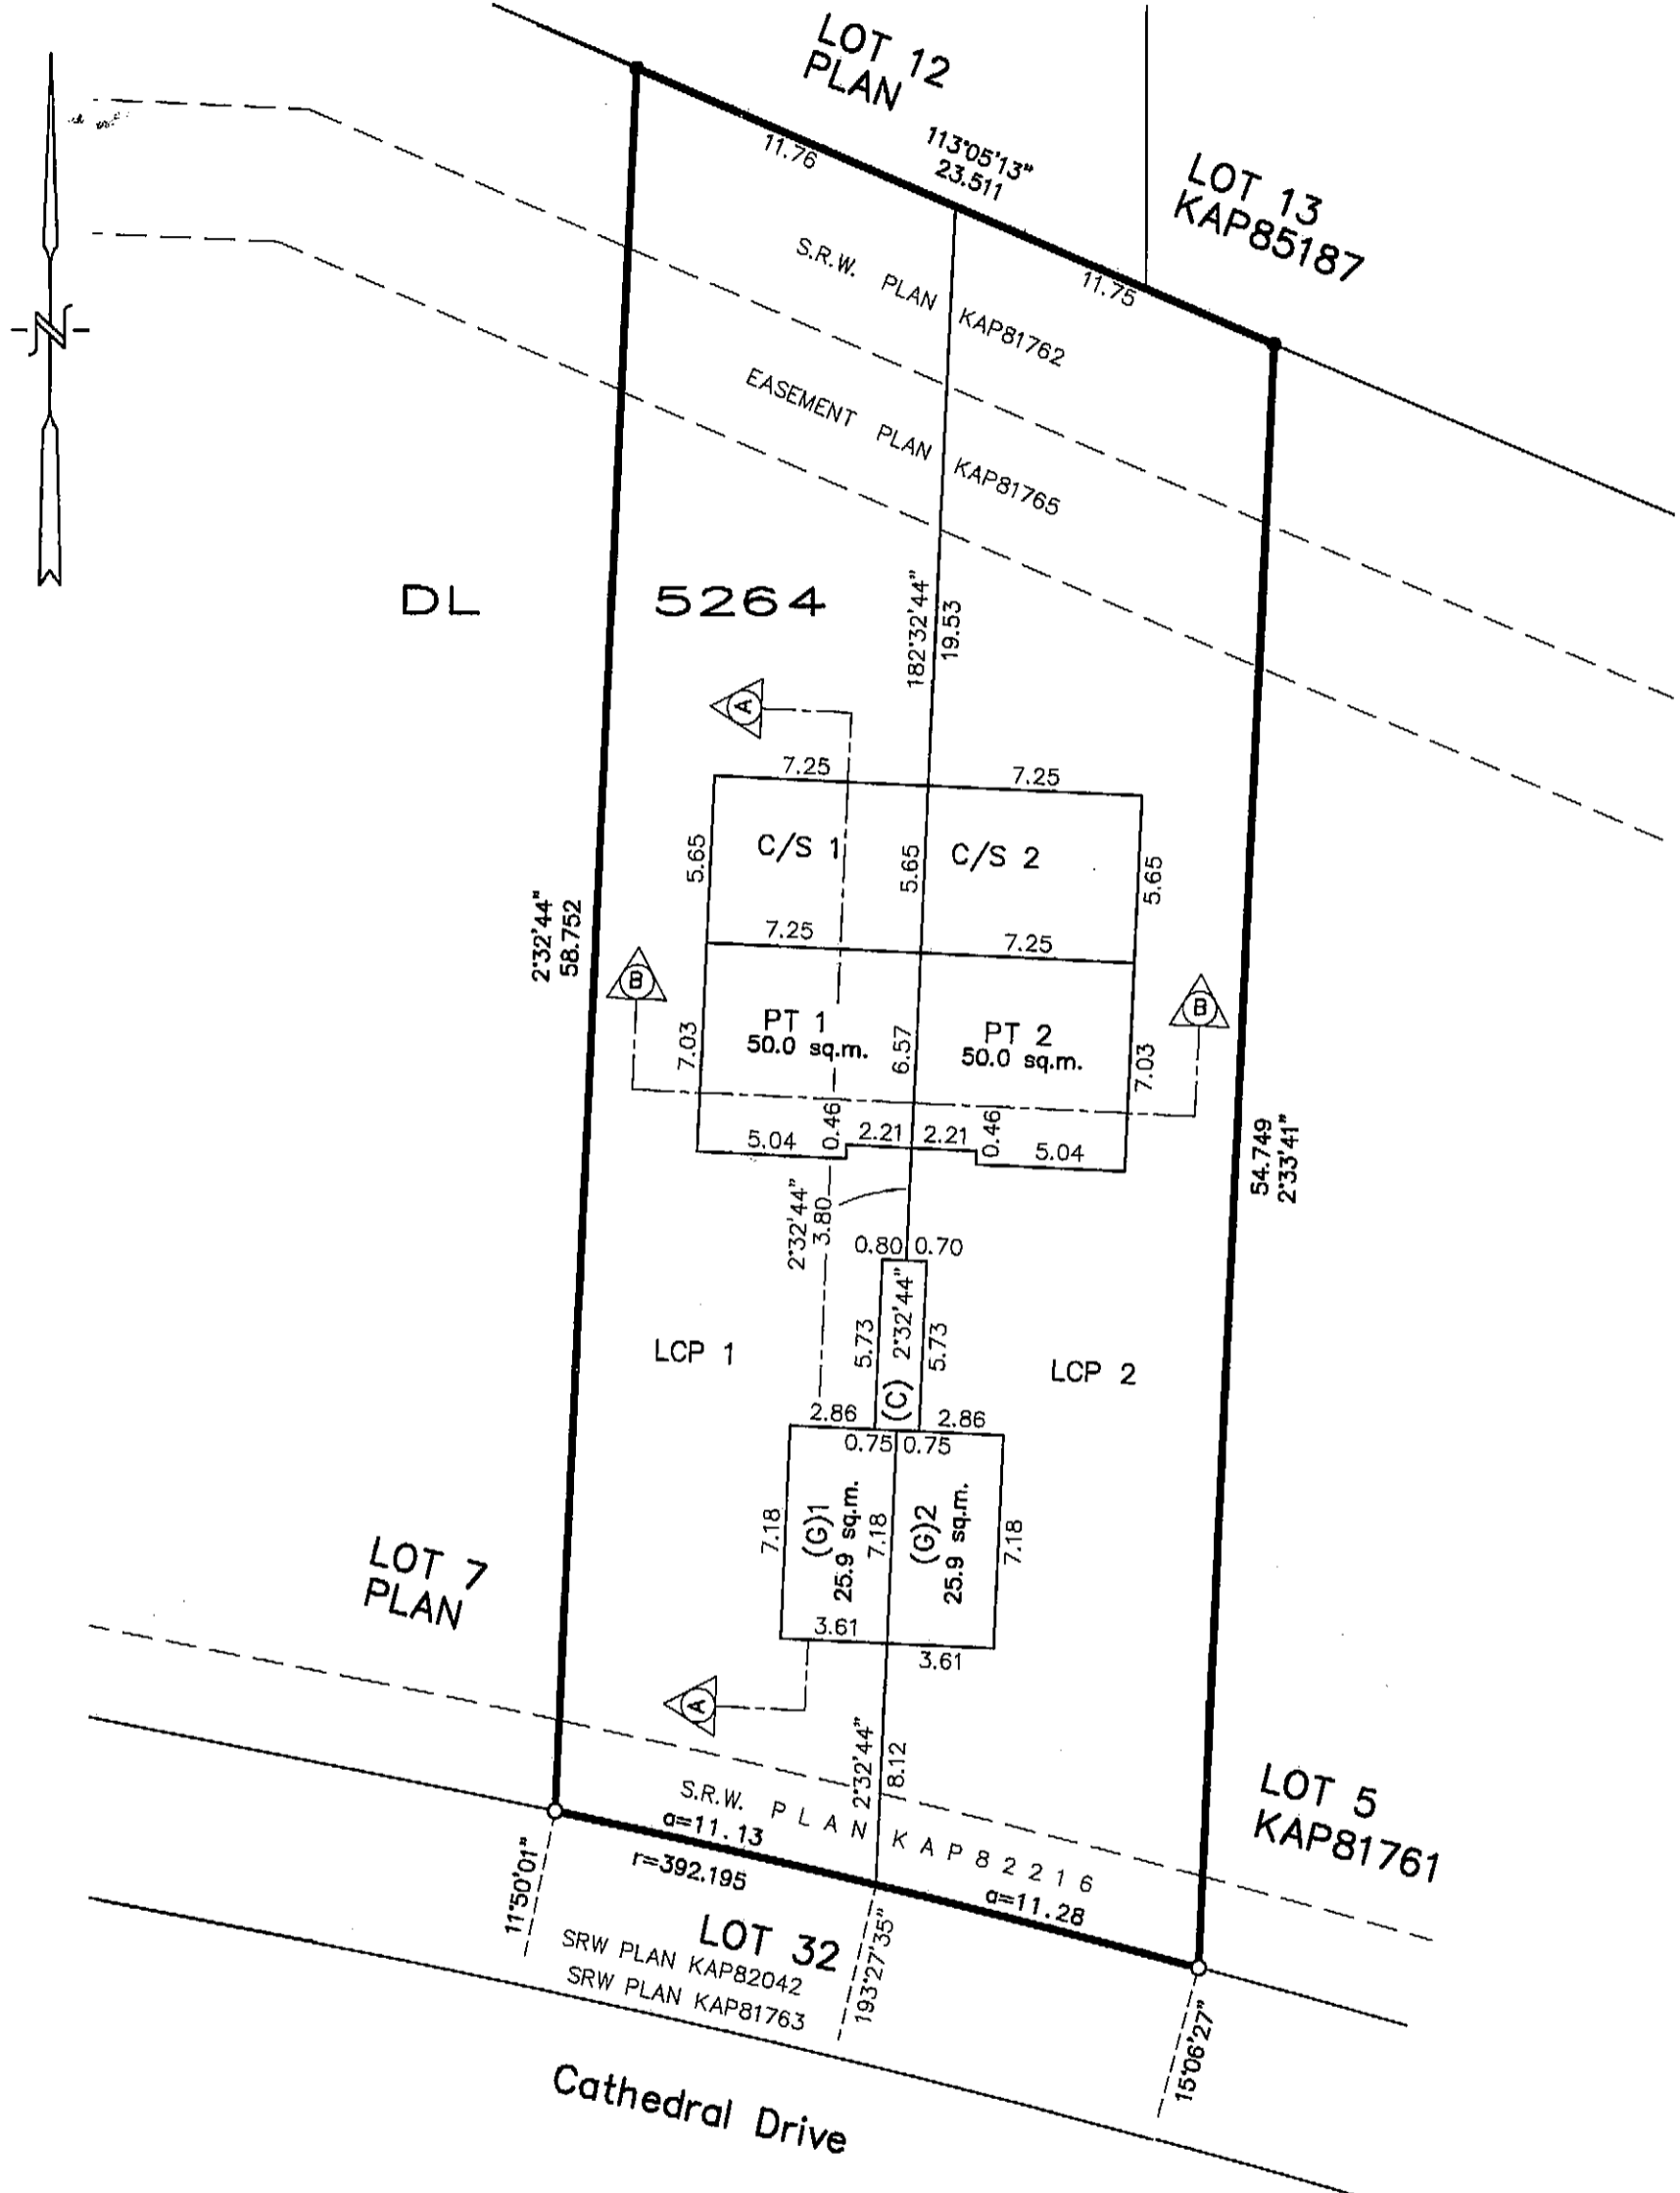 LOT 12
PLAN
113°05'13"
23.511
11.76
LOT 13
KAP85187
11.75
S.R.W. PLAN KAP81762
EASEMENT PLAN KAP81765
N
DL 5264
182°32'44"
19.53
A
7.25
7.25
5.65
C/S 1
5.65
C/S 2
5.65
7.25
7.25
2°32'44"
58.752
B
B
7.03
PT 1
50.0 sq.m.
6.57
PT 2
50.0 sq.m.
7.03
5.04
0.46
2.21
2.21
0.46
5.04
54.749
2°33'41"
2°32'44"
3.80
0.80
0.70
LCP 1
5.73
(C) 2°32'44"
5.73
LCP 2
2.86
2.86
0.75
0.75
7.18
(G)1
25.9 sq.m.
7.18
(G)2
25.9 sq.m.
7.18
3.61
3.61
LOT 7
PLAN
A
2°32'44"
8.12
S.R.W. PLAN KAP82216
a=11.13
r=392.195
a=11.28
LOT 5
KAP81761
11°50'01"
LOT 32
SRW PLAN KAP82042
SRW PLAN KAP81763
193°27'35"
15°06'27"
Cathedral Drive